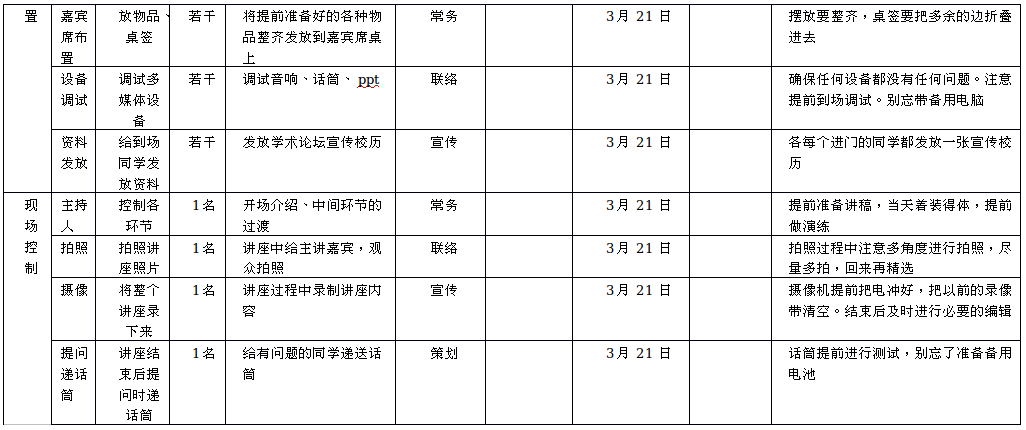 置
嘉宾
席布
置
放物品、
桌签
若干
将提前准备好的各种物
品整齐发放到嘉宾席桌
上
常务
3月 21 日
摆放要整齐，桌签要把多余的边折叠
进去
设备
调试
调试多
媒体设
备
若干
调试音响、话筒、ppt
联络
3月 21 日
确保任何设备都没有任何问题。注意
提前到场调试。别忘带备用电脑
资料
发放
给到场
同学发
放资料
若干
发放学术论坛宣传校历
宣传
3月 21 日
各每个进门的同学都发放一张宣传校
历
现
场
控
制
主持
人
控制各
环节
1名
开场介绍、中间环节的
过渡
常务
3月 21 日
提前准备讲稿，当天着装得体，提前
做演练
拍照
拍照讲
座照片
1名
讲座中给主讲嘉宾，观
众拍照
联络
3月 21 日
拍照过程中注意多角度进行拍照，尽
量多拍，回来再精选
摄像
将整个
讲座录
下来
1名
讲座过程中录制讲座内
容
宣传
3月 21 日
摄像机提前把电冲好，把以前的录像
带清空。结束后及时进行必要的编辑
提问
递话
筒
讲座结
束后提
问时递
话筒
1名
给有问题的同学递送话
筒
策划
3月 21 日
话筒提前进行测试，别忘了准备备用
电池